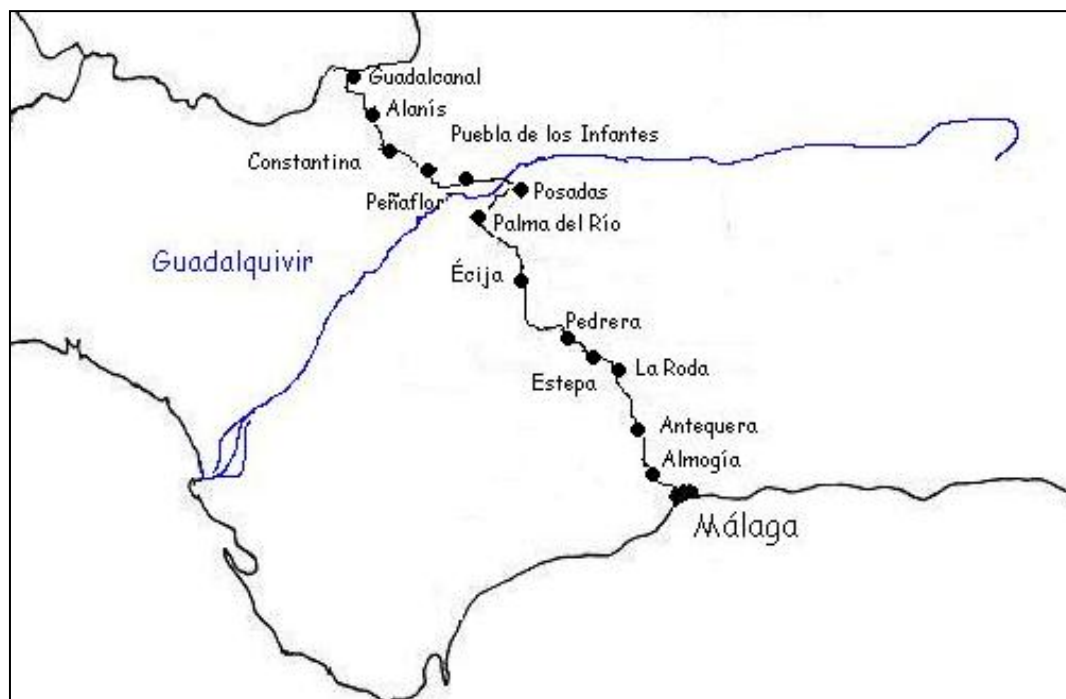 Guadalcanal
Alanís
Puebla de los Infantes
Constantina
Peñaflor
Posadas
Palma del Río
Guadalquivir
Écija
Pedrera
Estepa
La Roda
Antequera
Almogía
Málaga